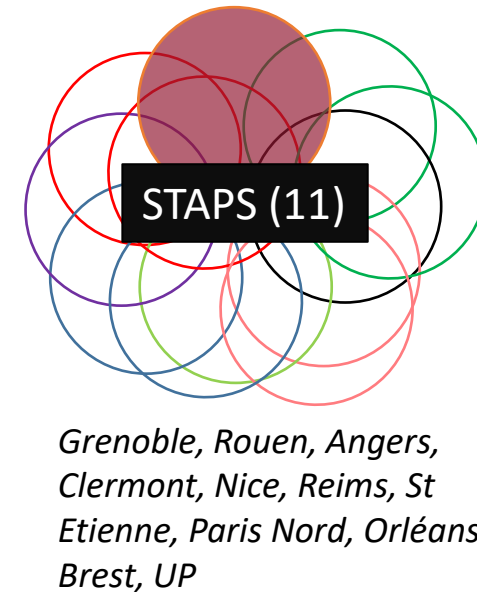 STAPS (11)
Grenoble, Rouen, Angers,
Clermont, Nice, Reims, St
Etienne, Paris Nord, Orléans
Brest, UP